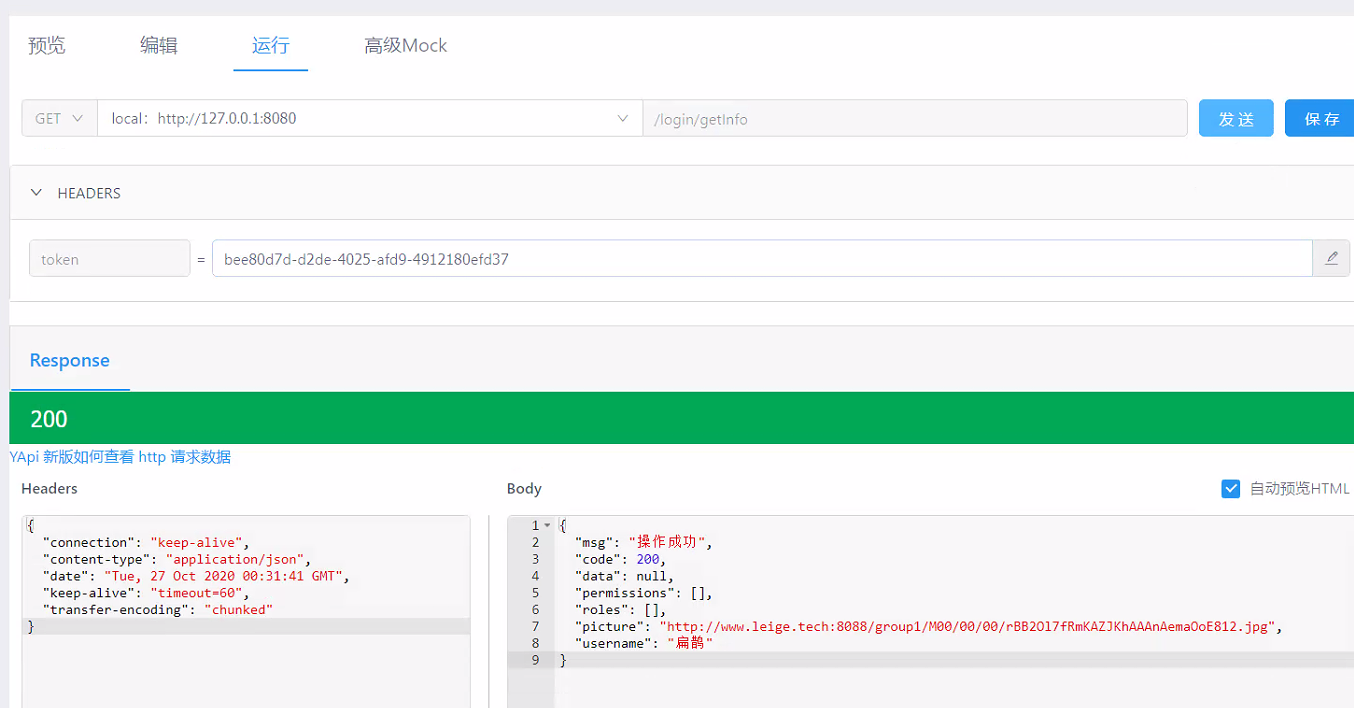 预览 编辑 运行 高级Mock
GET local：http://127.0.0.1:8080 /login/getInfo 发 送 保 存
HEADERS
token = bee80d7d-d2de-4025-afd9-4912180efd37
Response
200
YApi 新版如何查看 http 请求数据
Headers
{
"connection": "keep-alive",
"content-type": "application/json",
"date": "Tue, 27 Oct 2020 00:31:41 GMT",
"keep-alive": "timeout=60",
"transfer-encoding": "chunked"
}
Body 自动预览HTML
1 {
2 "msg": "操作成功",
3 "code": 200,
4 "data": null,
5 "permissions": [],
6 "roles": [],
7 "picture": "http://www.leige.tech:8088/group1/M00/00/00/rBB2Ol7fRmKAZJKhAAAnAemaOoE812.jpg",
8 "username": "扁鹊"
9 }